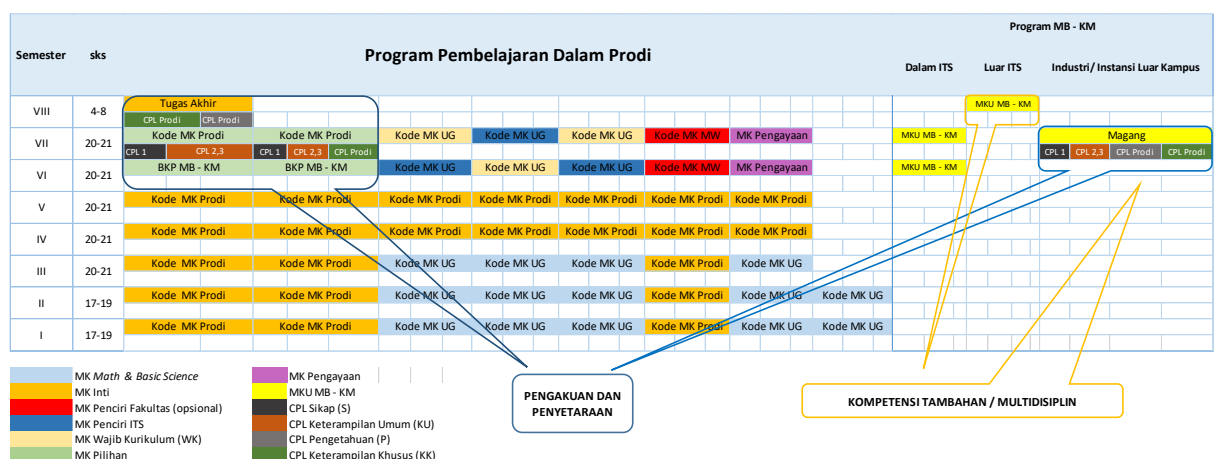 Program MB - KM
Semester sks Program Pembelajaran Dalam Prodi Dalam ITS Luar ITS Industri/ Instansi Luar Kampus
VIII 4-8 Tugas Akhir MKU MB - KM
CPL Prodi CPL Prodi
VII 20-21 Kode MK Prodi Kode MK Prodi Kode MK UG Kode MK UG Kode MK UG Kode MK MW MK Pengayaan MKU MB - KM Magang
CPL 1 CPL 2,3 CPL 1 CPL 2,3 CPL Prodi CPL 1 CPL 2,3 CPL Prodi CPL Prodi
VI 20-21 BKP MB - KM BKP MB - KM Kode MK UG Kode MK UG Kode MK UG Kode MK MW MK Pengayaan MKU MB - KM
V 20-21 Kode MK Prodi Kode MK Prodi Kode MK Prodi Kode MK Prodi Kode MK Prodi Kode MK Prodi Kode MK Prodi
IV 20-21 Kode MK Prodi Kode MK Prodi Kode MK Prodi Kode MK Prodi Kode MK Prodi Kode MK Prodi Kode MK Prodi
III 20-21 Kode MK Prodi Kode MK Prodi Kode MK UG Kode MK UG Kode MK UG Kode MK Prodi Kode MK UG
II 17-19 Kode MK Prodi Kode MK Prodi Kode MK UG Kode MK UG Kode MK UG Kode MK Prodi Kode MK UG Kode MK UG
I 17-19 Kode MK Prodi Kode MK Prodi Kode MK UG Kode MK UG Kode MK UG Kode MK Prodi Kode MK UG Kode MK UG
MK Math & Basic Science
MK Inti
MK Penciri Fakultas (opsional)
MK Penciri ITS
MK Wajib Kurikulum (WK)
MK Pilihan
MK Pengayaan
MKU MB - KM
CPL Sikap (S)
CPL Keterampilan Umum (KU)
CPL Pengetahuan (P)
CPL Keterampilan Khusus (KK)
PENGAKUAN DAN
PENYETARAAN
KOMPETENSI TAMBAHAN / MULTIDISIPLIN